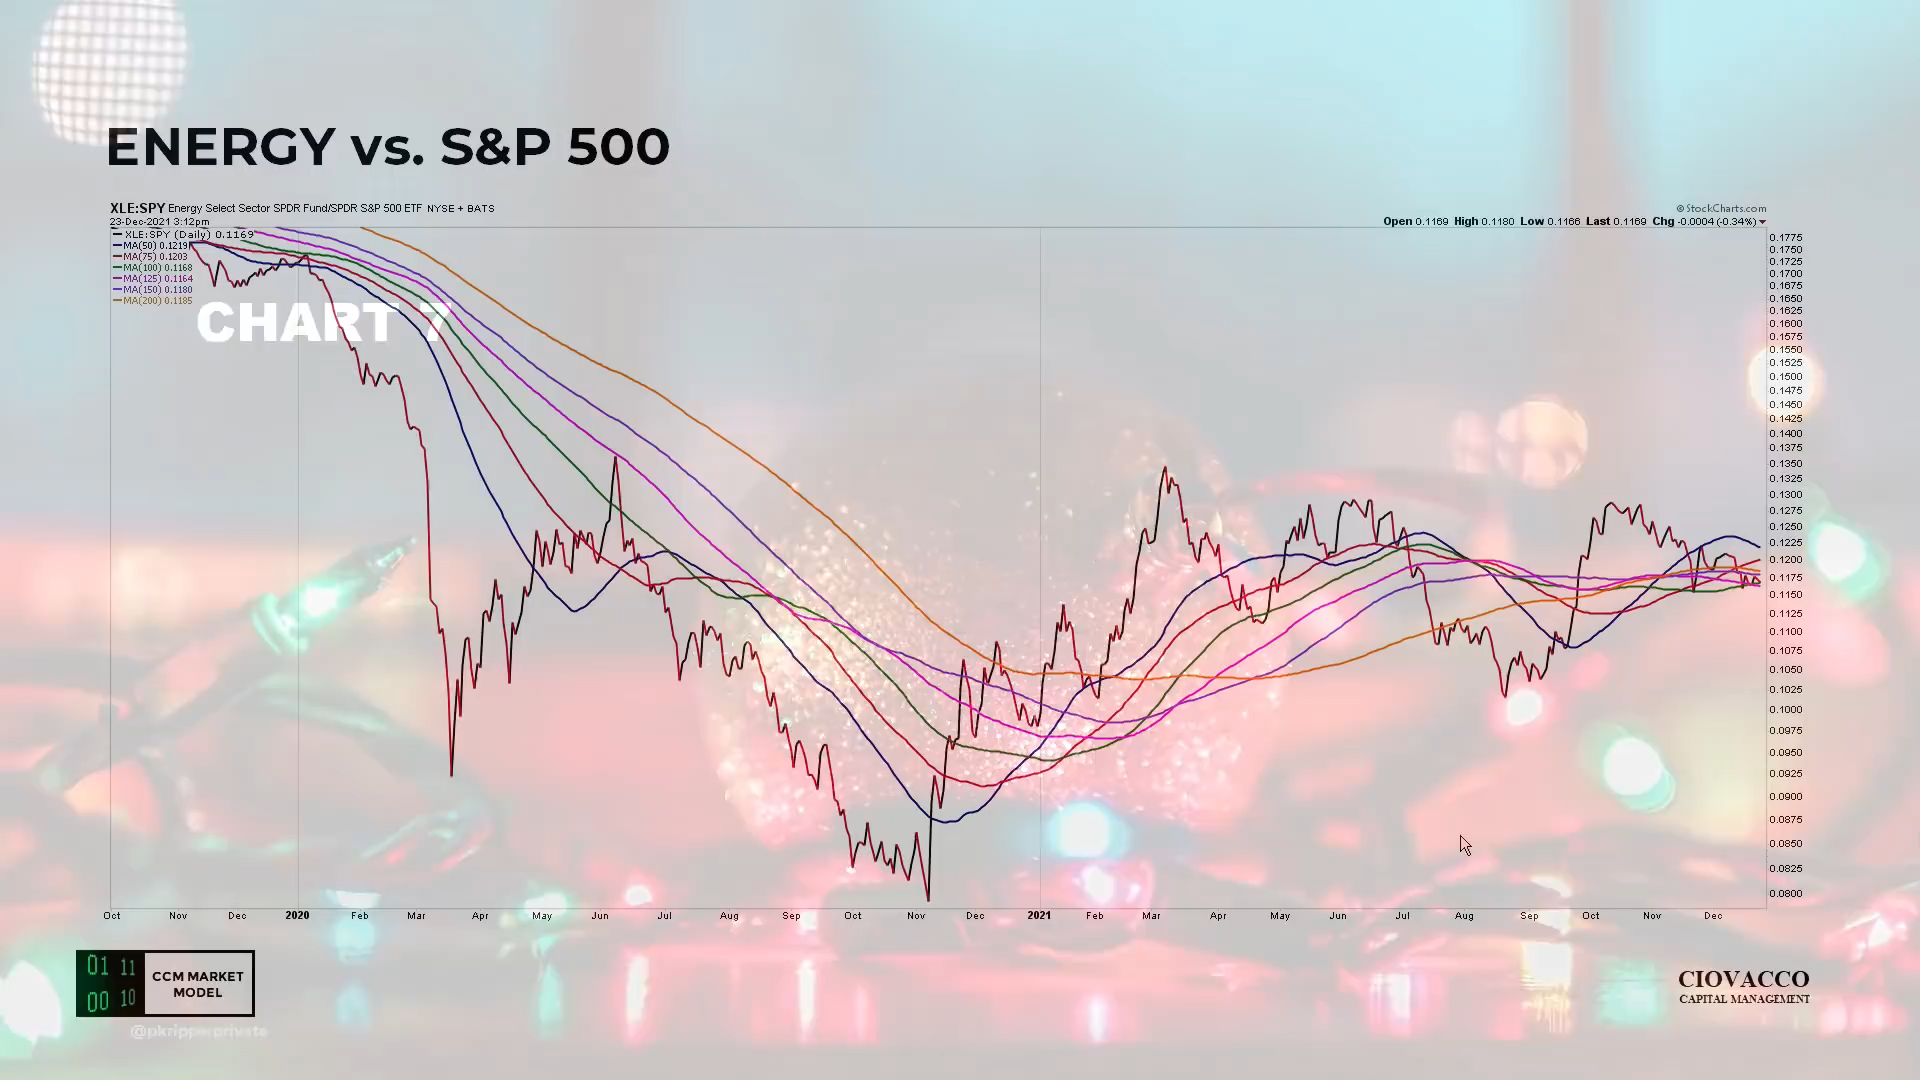 ENERGY vs. S&P 500
XLE:SPY Energy Select Sector SPDR Fund/SPDR S&P 500 ETF NYSE + BATS
© StockCharts.com
23-Dec-2021 3:12pm
Open 0.1169 High 0.1180 Low 0.1166 Last 0.1169 Chg -0.0004 (-0.34%)
XLE:SPY (Daily) 0.1169
MA(50) 0.1219
MA(75) 0.1203
MA(100) 0.1168
MA(125) 0.1164
MA(150) 0.1180
MA(200) 0.1185
CHART 7
0.1775
0.1750
0.1725
0.1700
0.1675
0.1650
0.1625
0.1600
0.1575
0.1550
0.1525
0.1500
0.1475
0.1450
0.1425
0.1400
0.1375
0.1350
0.1325
0.1300
0.1275
0.1250
0.1225
0.1200
0.1175
0.1150
0.1125
0.1100
0.1075
0.1050
0.1025
0.1000
0.0975
0.0950
0.0925
0.0900
0.0875
0.0850
0.0825
0.0800
Oct Nov Dec 2020 Feb Mar Apr May Jun Jul Aug Sep Oct Nov Dec 2021 Feb Mar Apr May Jun Jul Aug Sep Oct Nov Dec
01 11
00 10
CCM MARKET
MODEL
CIOVACCO
CAPITAL MANAGEMENT
@pkripperprivate